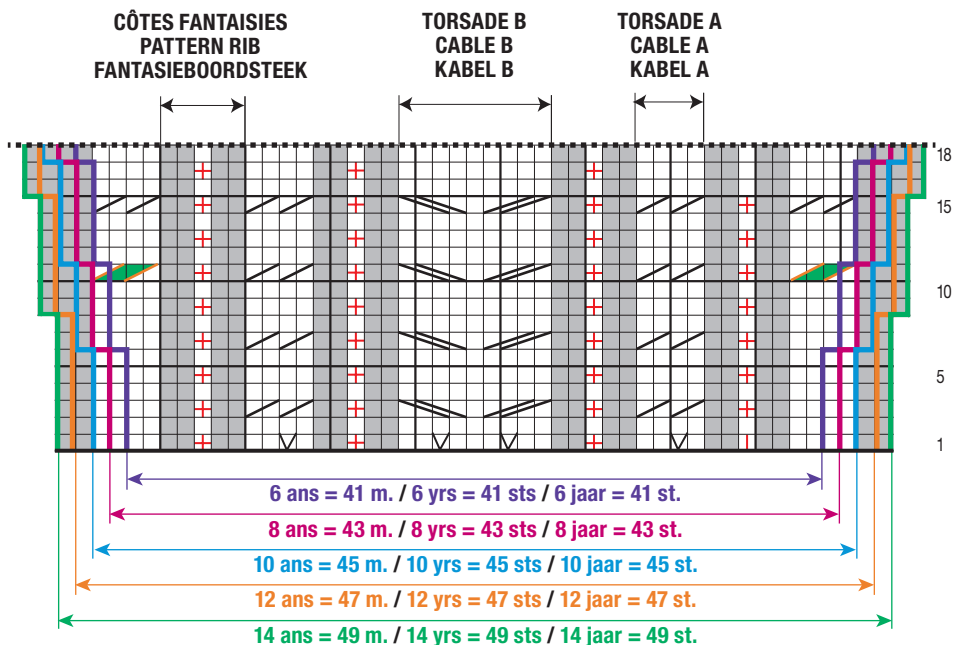 CÔTES FANTAISIES
PATTERN RIB
FANTASIEBOORDSTEEK
TORSADE B
CABLE B
KABEL B
TORSADE A
CABLE A
KABEL A
18
15
10
5
1
6 ans = 41 m. / 6 yrs = 41 sts / 6 jaar = 41 st.
8 ans = 43 m. / 8 yrs = 43 sts / 8 jaar = 43 st.
10 ans = 45 m. / 10 yrs = 45 sts / 10 jaar = 45 st.
12 ans = 47 m. / 12 yrs = 47 sts / 12 jaar = 47 st.
14 ans = 49 m. / 14 yrs = 49 sts / 14 jaar = 49 st.